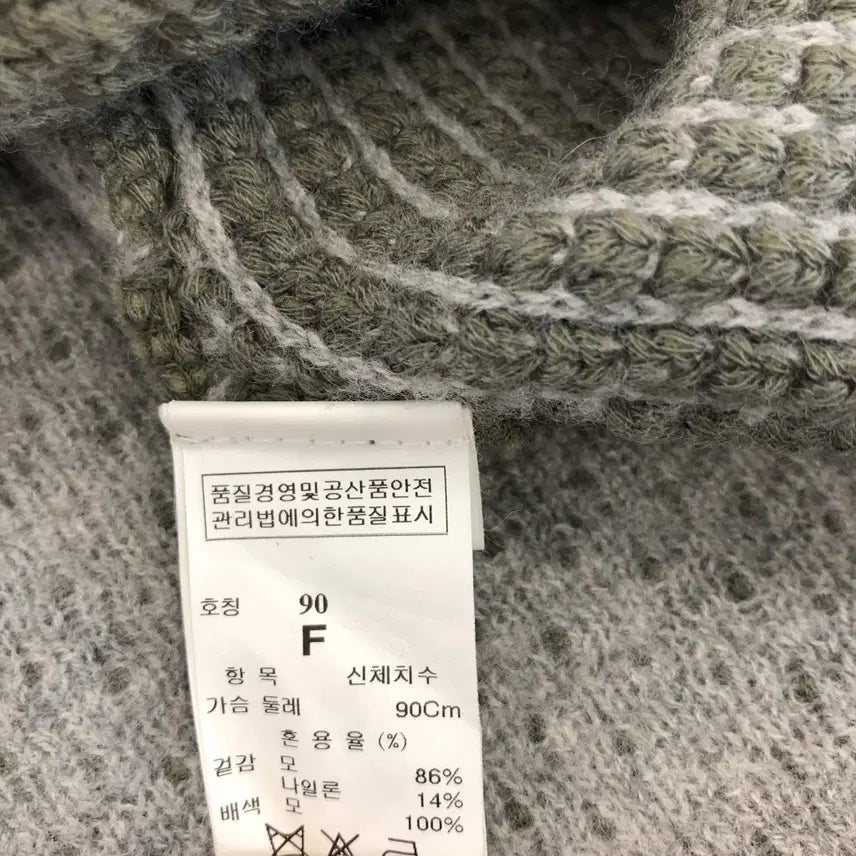 품질경영및공산품안전
관리법에의한품질표시
호칭 90
F
항 목 신체치수
가슴 둘레 90Cm
혼 용 율 (%)
겉감 모 86%
나일론 14%
배색 모 100%